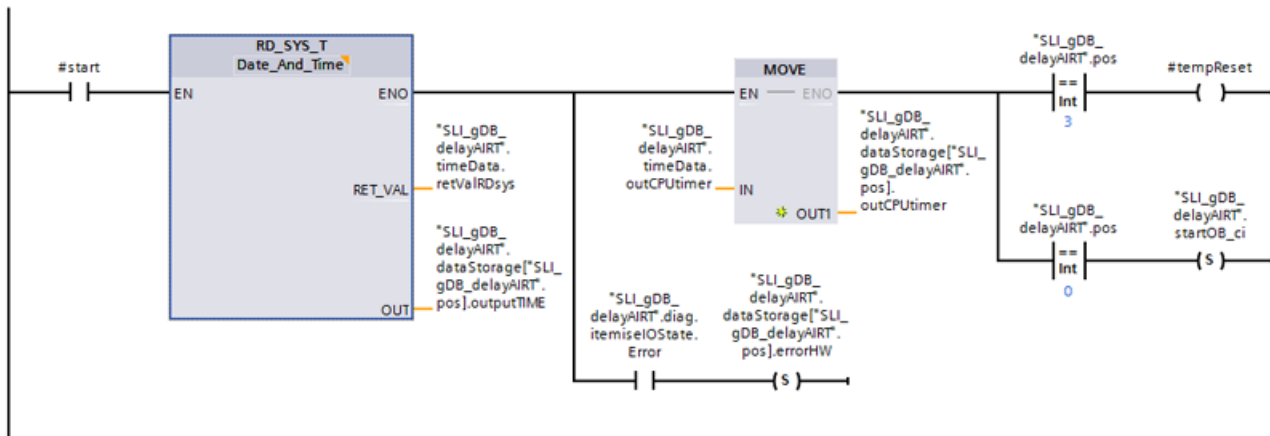 RD_SYS_T
Date_And_Time
#start
EN
ENO
"SLI_gDB_
delayAIRT".
timeData.
retValRDsys
RET_VAL
"SLI_gDB_
delayAIRT".
dataStorage["SLI_
gDB_delayAIRT".
pos].outputTIME
OUT
MOVE
EN
ENO
"SLI_gDB_
delayAIRT".
timeData.
outCPUtimer
IN
OUT1
"SLI_gDB_
delayAIRT".
dataStorage["SLI_
gDB_delayAIRT".
pos].
outCPUtimer
"SLI_gDB_
delayAIRT".pos
==
Int
3
#tempReset
"SLI_gDB_
delayAIRT".pos
==
Int
0
"SLI_gDB_
delayAIRT".
startOB_ci
S
"SLI_gDB_
delayAIRT".diag.
itemiseIOState.
Error
"SLI_gDB_
delayAIRT".
dataStorage["SLI_
gDB_delayAIRT".
pos].errorHW
S